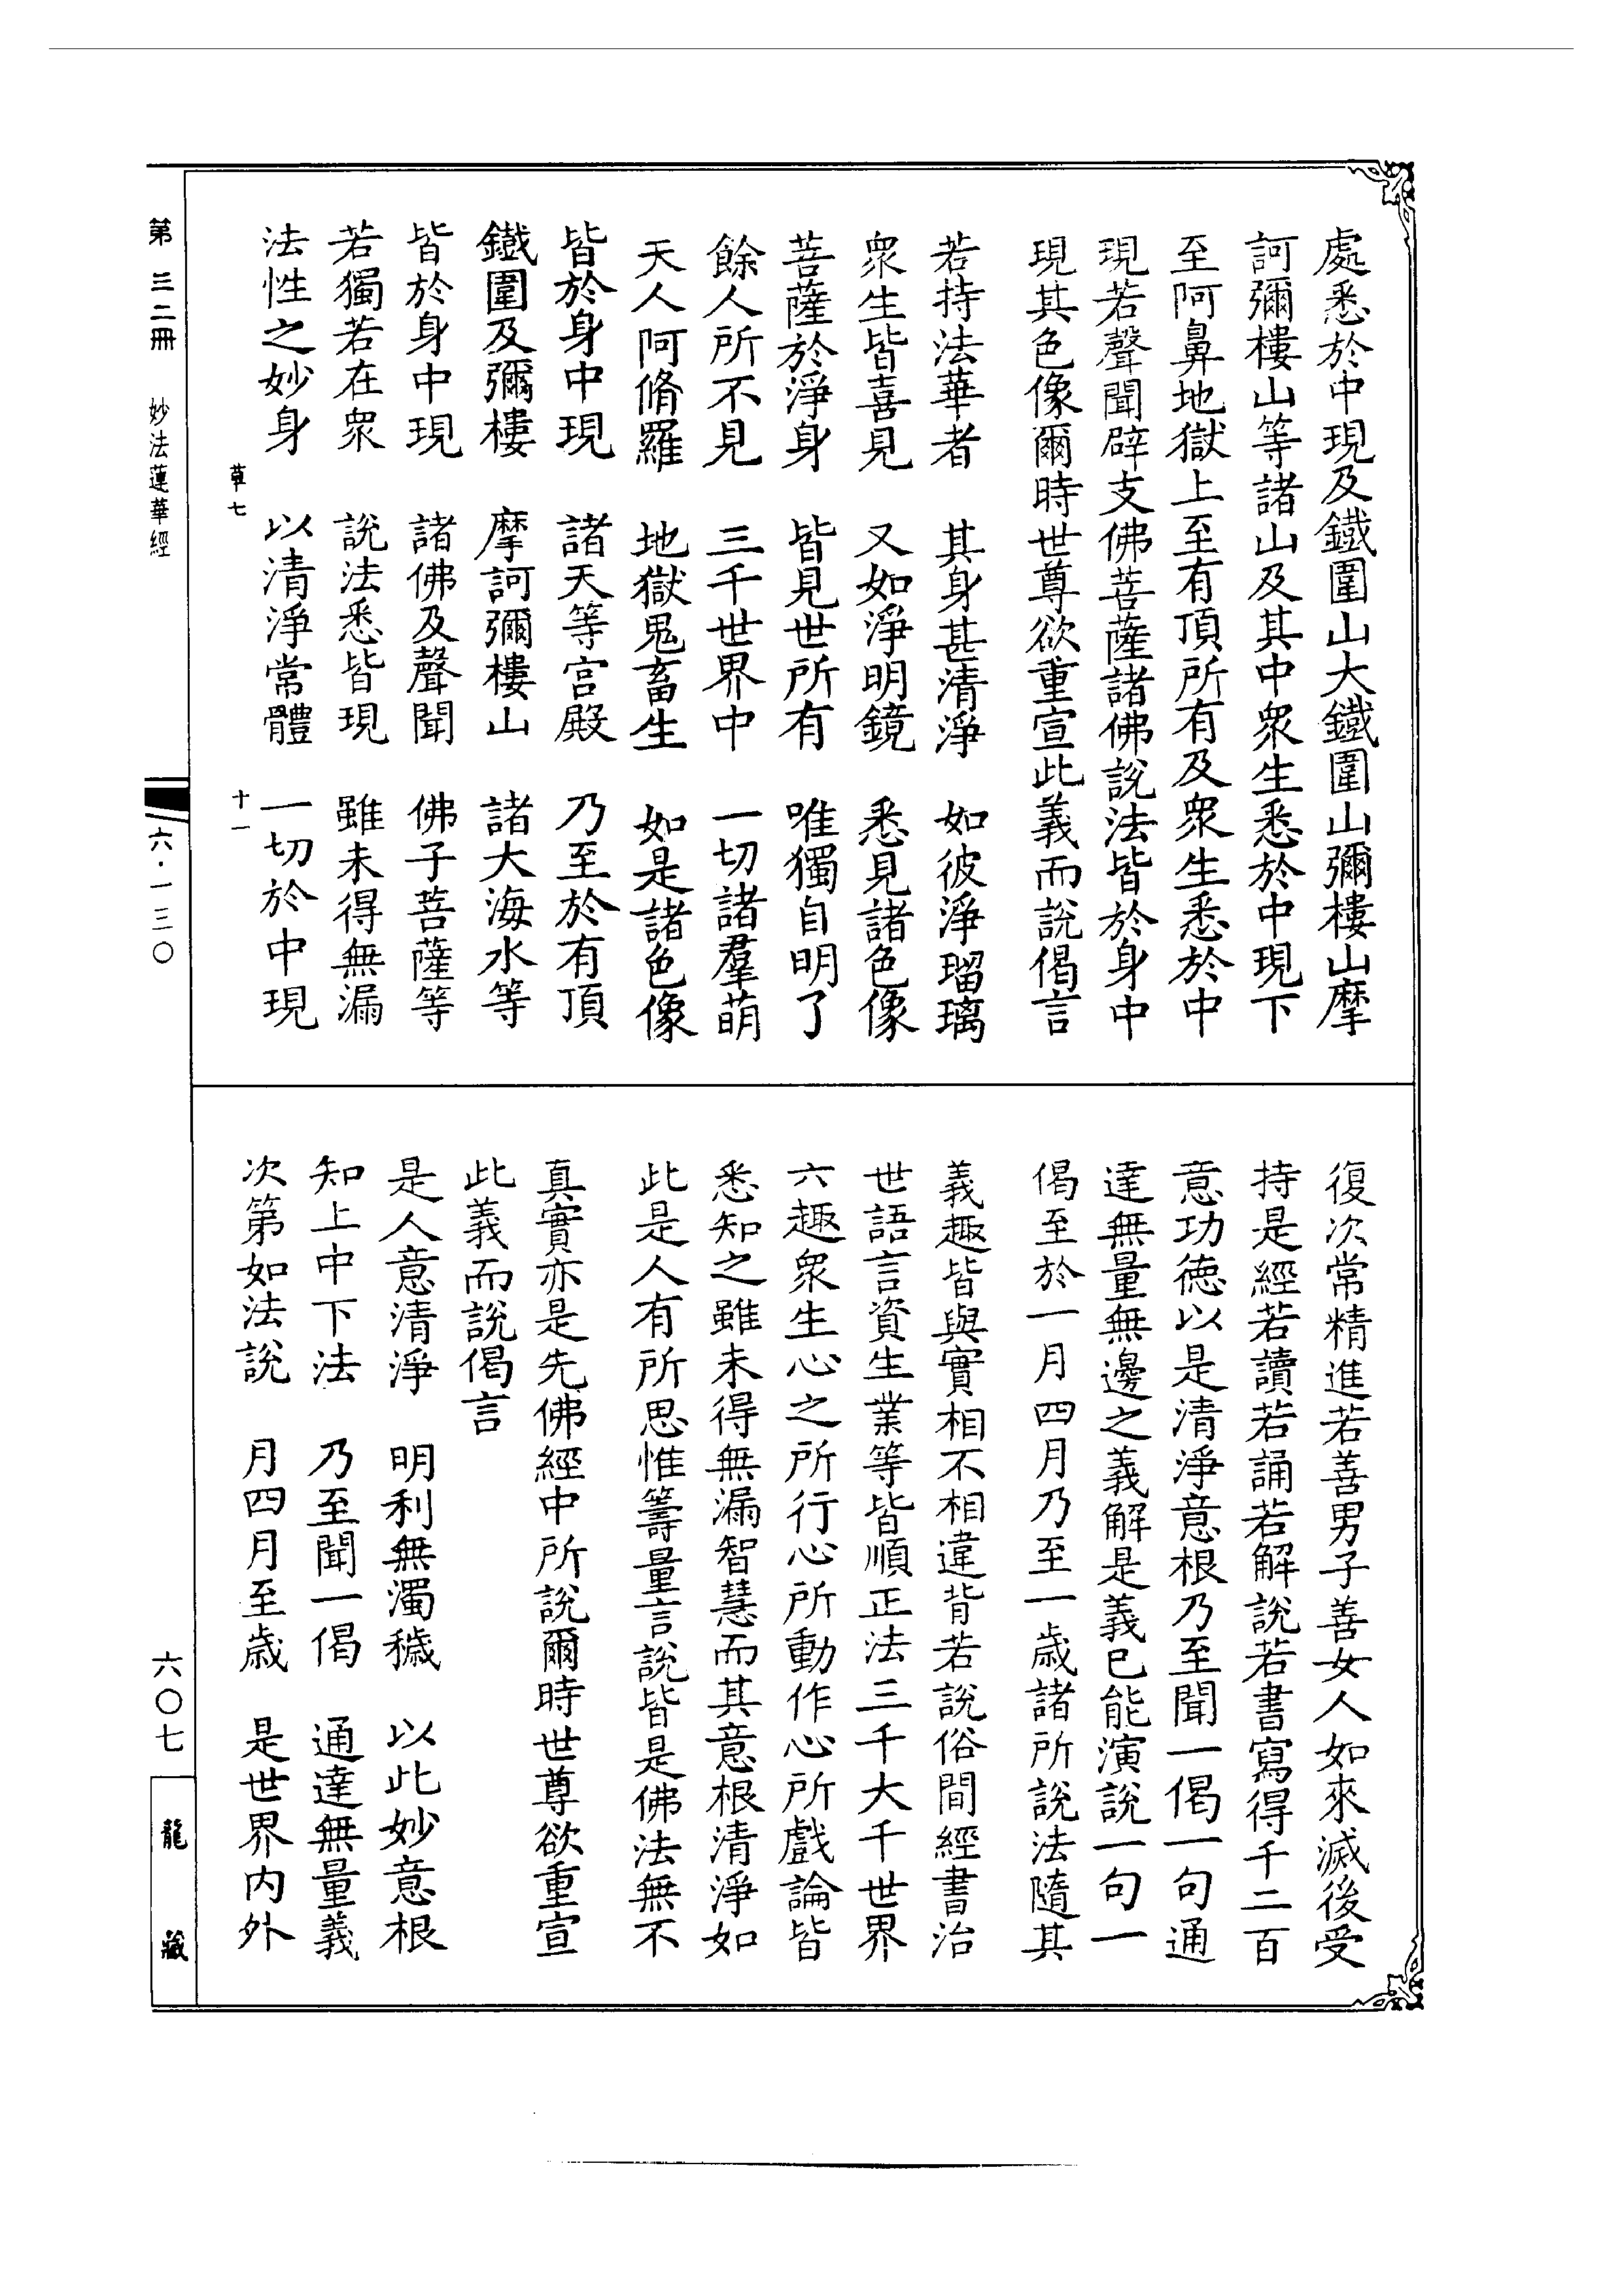 處悉於中現及鐵圍山大鐵圍山彌樓山摩
訶彌樓山等諸山及其中眾生悉於中現下
至阿鼻地獄上至有頂所有及眾生悉於中
現若聲聞辟支佛菩薩諸佛說法皆於身中
現其色像爾時世尊欲重宣此義而說偈言
若持法華者　其身甚清淨　如彼淨瑠璃
眾生皆喜見　又如淨明鏡　悉見諸色像
菩薩於淨身　皆見世所有　唯獨自明了
餘人所不見　三千世界中　一切諸羣萌
天人阿脩羅　地獄鬼畜生　如是諸色像
皆於身中現　諸天等宮殿　乃至於有頂
鐵圍及彌樓　摩訶彌樓山　諸大海水等
皆於身中現　諸佛及聲聞　佛子菩薩等
若獨若在眾　說法悉皆現　雖未得無漏
法性之妙身　以清淨常體　一切於中現
草七　十一
復次常精進若善男子善女人如來滅後受
持是經若讀若誦若解說若書寫得千二百
意功德以是清淨意根乃至聞一偈一句通
達無量無邊之義解是義已能演說一句一
偈至於一月四月乃至一歲諸所說法隨其
義趣皆與實相不相違背若說俗間經書治
世語言資生業等皆順正法三千大千世界
六趣眾生心之所行心所動作心所戲論皆
悉知之雖未得無漏智慧而其意根清淨如
此是人有所思惟籌量言說皆是佛法無不
真實亦是先佛經中所說爾時世尊欲重宣
此義而說偈言
是人意清淨　明利無濁穢　以此妙意根
知上中下法　乃至聞一偈　通達無量義
次第如法說　月四月至歲　是世界內外
第三二冊　妙法蓮華經　六·一三〇　六〇七　龍藏